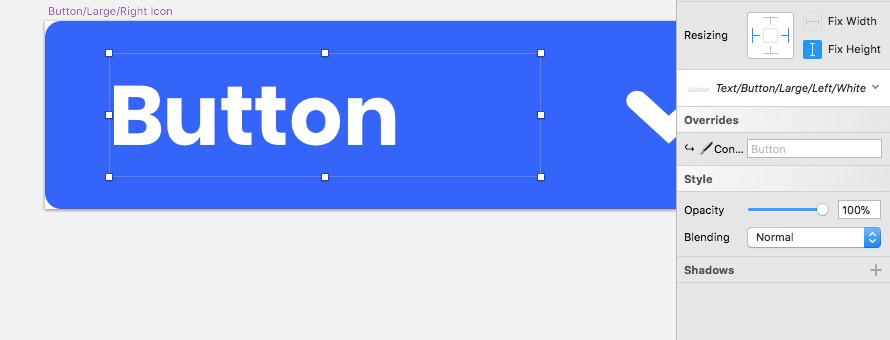 Button/Large/Right Icon
Button
Resizing
Fix Width
Fix Height
Text/Button/Large/Left/White
Overrides
Con... Button
Style
Opacity 100%
Blending Normal
Shadows